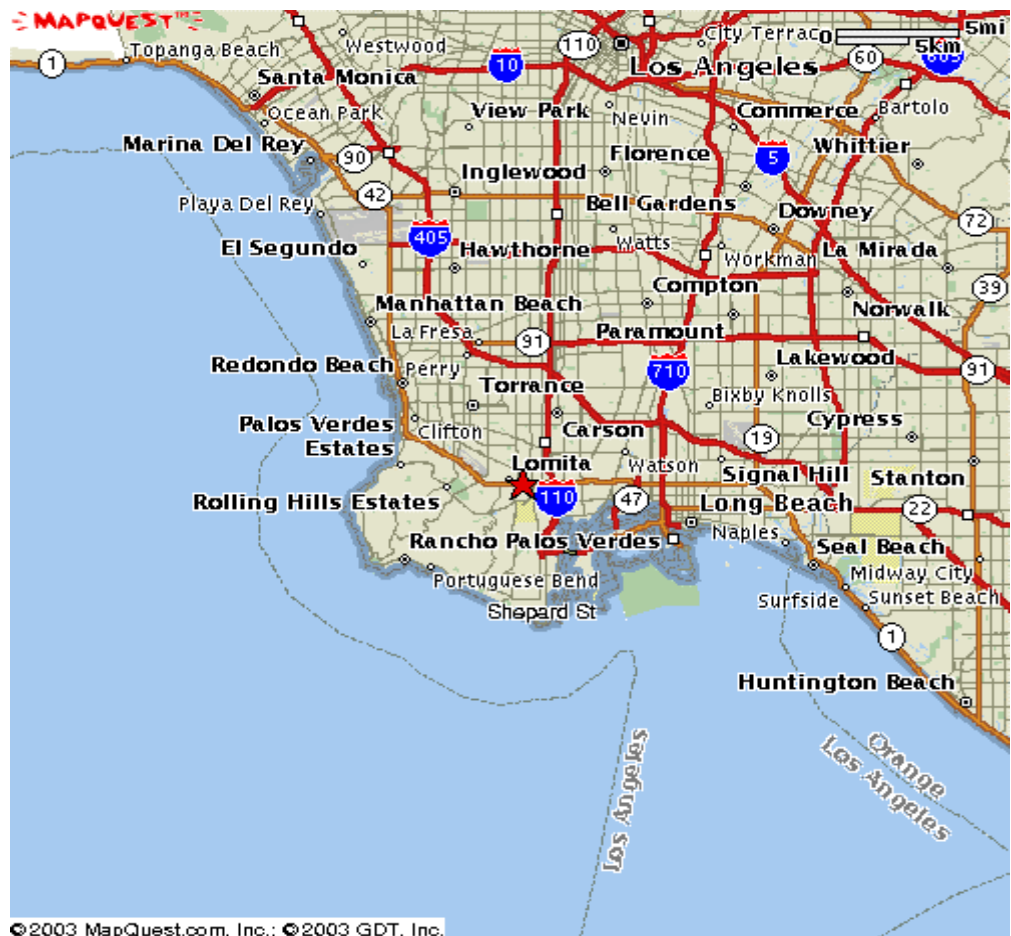 MAPQUEST
TM
Topanga Beach
Westwood
110
City Terrac
0
5mi
5km
1
10
Los Angeles
60
605
Santa Monica
Ocean Park
View Park
Nevin
Commerce
Bartolo
Marina Del Rey
90
Florence
5
Whittier
Inglewood
42
Playa Del Rey
Bell Gardens
Downey
72
El Segundo
405
Hawthorne
Watts
Workman
La Mirada
Compton
39
Manhattan Beach
Norwalk
La Fresa
91
Paramount
Redondo Beach
Perry
710
Lakewood
91
Torrance
Bixby Knolls
Palos Verdes
Estates
Clifton
Carson
19
Cypress
Lomita
Watson
Signal Hill
Stanton
Rolling Hills Estates
110
47
Long Beach
22
Rancho Palos Verdes
Naples
Seal Beach
Portuguese Bend
Midway City
Shepard St
Surfside
Sunset Beach
1
Huntington Beach
Los Angeles
Orange
Los Angeles
©2003 MapQuest.com, Inc.; ©2003 GDT, Inc.